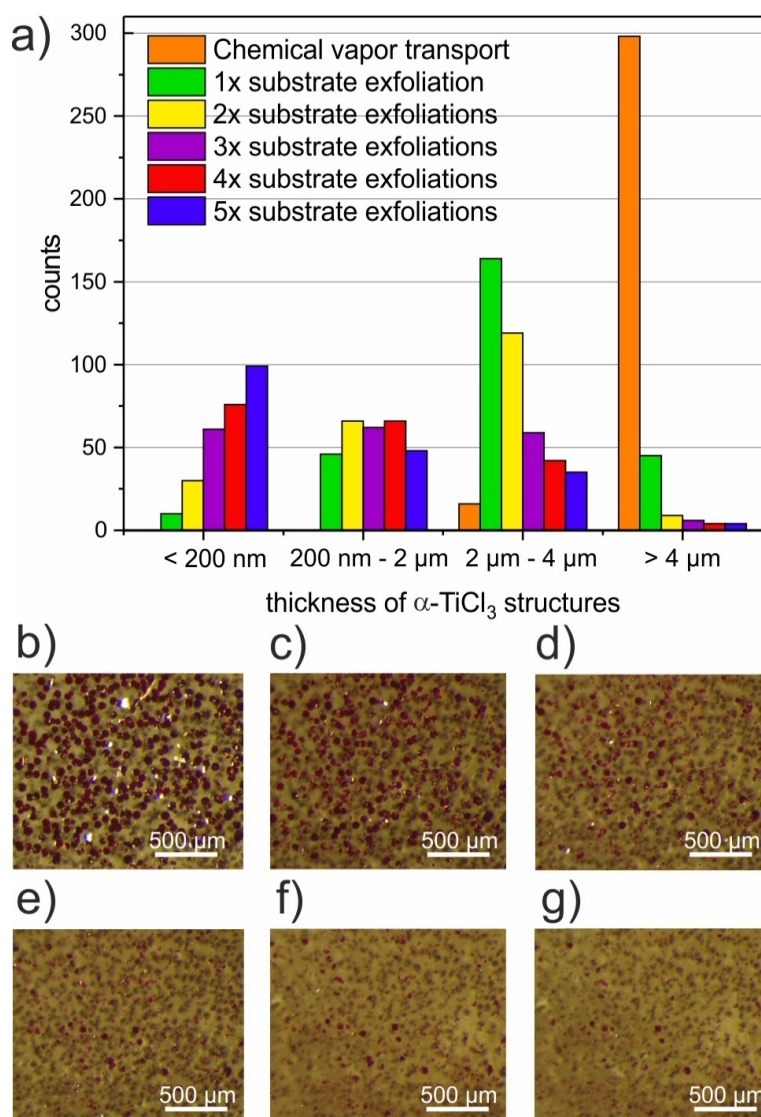 a)
300
250
200
150
100
50
0
counts
Chemical vapor transport
1x substrate exfoliation
2x substrate exfoliations
3x substrate exfoliations
4x substrate exfoliations
5x substrate exfoliations
< 200 nm
200 nm - 2 µm
2 µm - 4 µm
> 4 µm
thickness of α-TiCl₃ structures
b)
c)
d)
500 µm
500 µm
500 µm
e)
f)
g)
500 µm
500 µm
500 µm